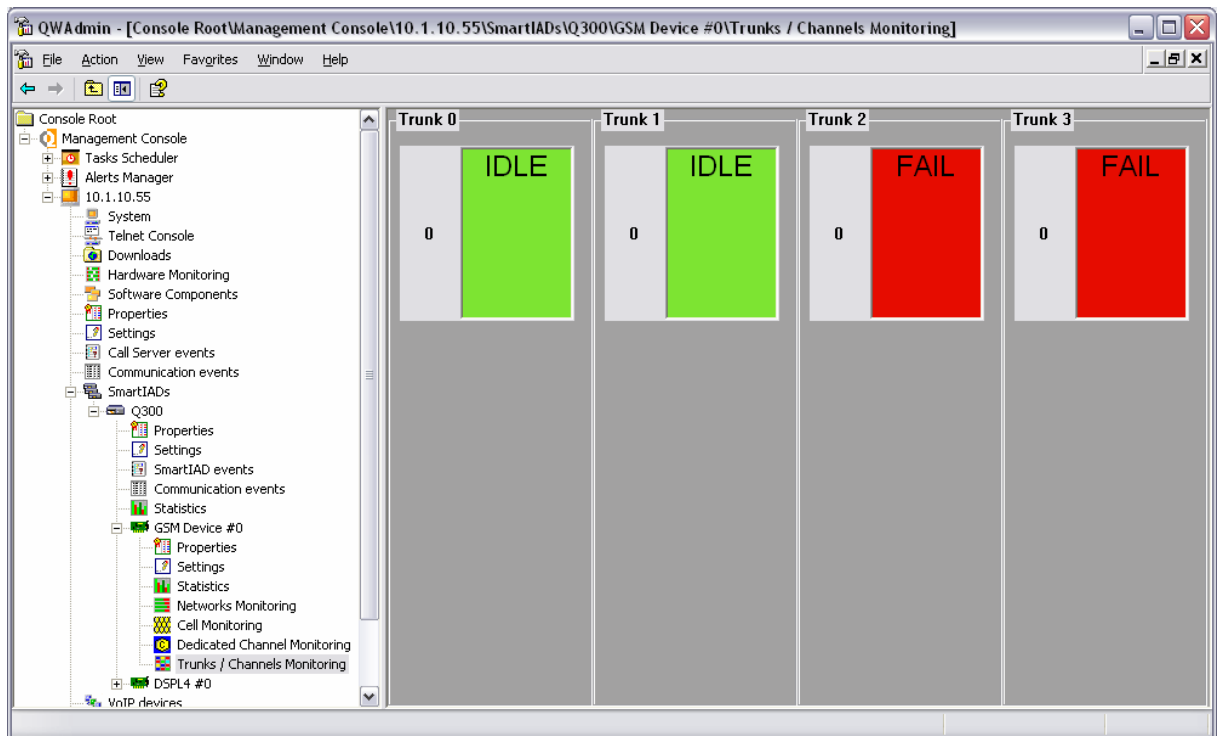 QWAdmin - [Console Root\Management Console\10.1.10.55\SmartIADs\Q300\GSM Device #0\Trunks / Channels Monitoring]
File Action View Favorites Window Help
Console Root
Management Console
Tasks Scheduler
Alerts Manager
10.1.10.55
System
Telnet Console
Downloads
Hardware Monitoring
Software Components
Properties
Settings
Call Server events
Communication events
SmartIADs
Q300
Properties
Settings
SmartIAD events
Communication events
Statistics
GSM Device #0
Properties
Settings
Statistics
Networks Monitoring
Cell Monitoring
Dedicated Channel Monitoring
Trunks / Channels Monitoring
DSPL4 #0
VoIP devices
Trunk 0
0
IDLE
Trunk 1
0
IDLE
Trunk 2
0
FAIL
Trunk 3
0
FAIL